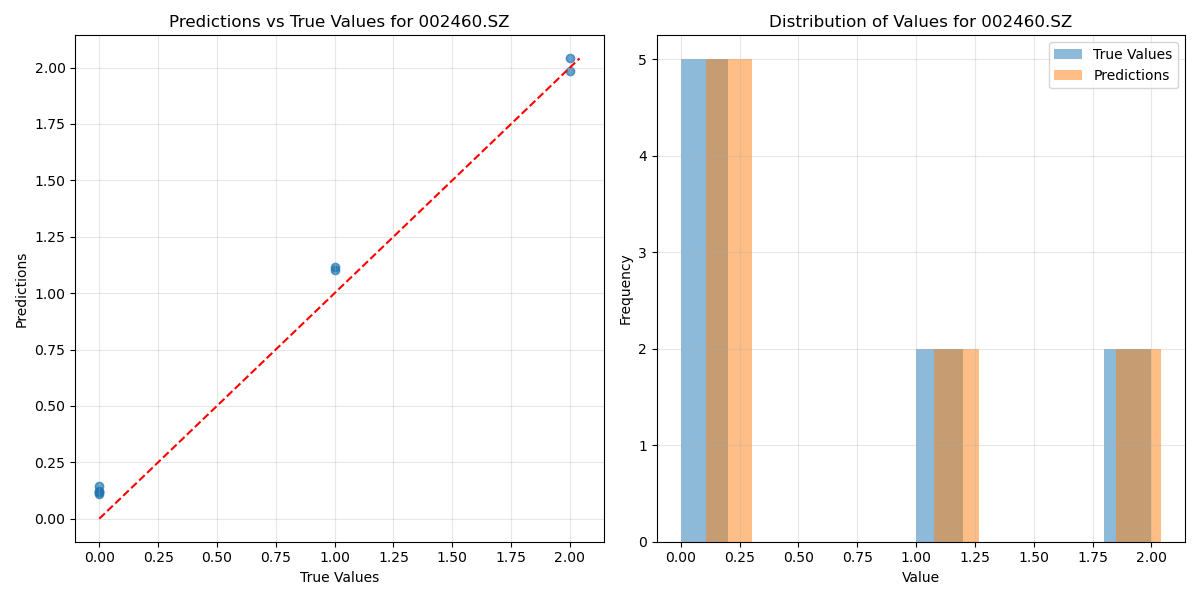 Predictions vs True Values for 002460.SZ
2.00
1.75
1.50
1.25
1.00
0.75
0.50
0.25
0.00
Predictions
0.00 0.25 0.50 0.75 1.00 1.25 1.50 1.75 2.00
True Values
Distribution of Values for 002460.SZ
True Values
Predictions
5
4
3
2
1
0
Frequency
0.00 0.25 0.50 0.75 1.00 1.25 1.50 1.75 2.00
Value